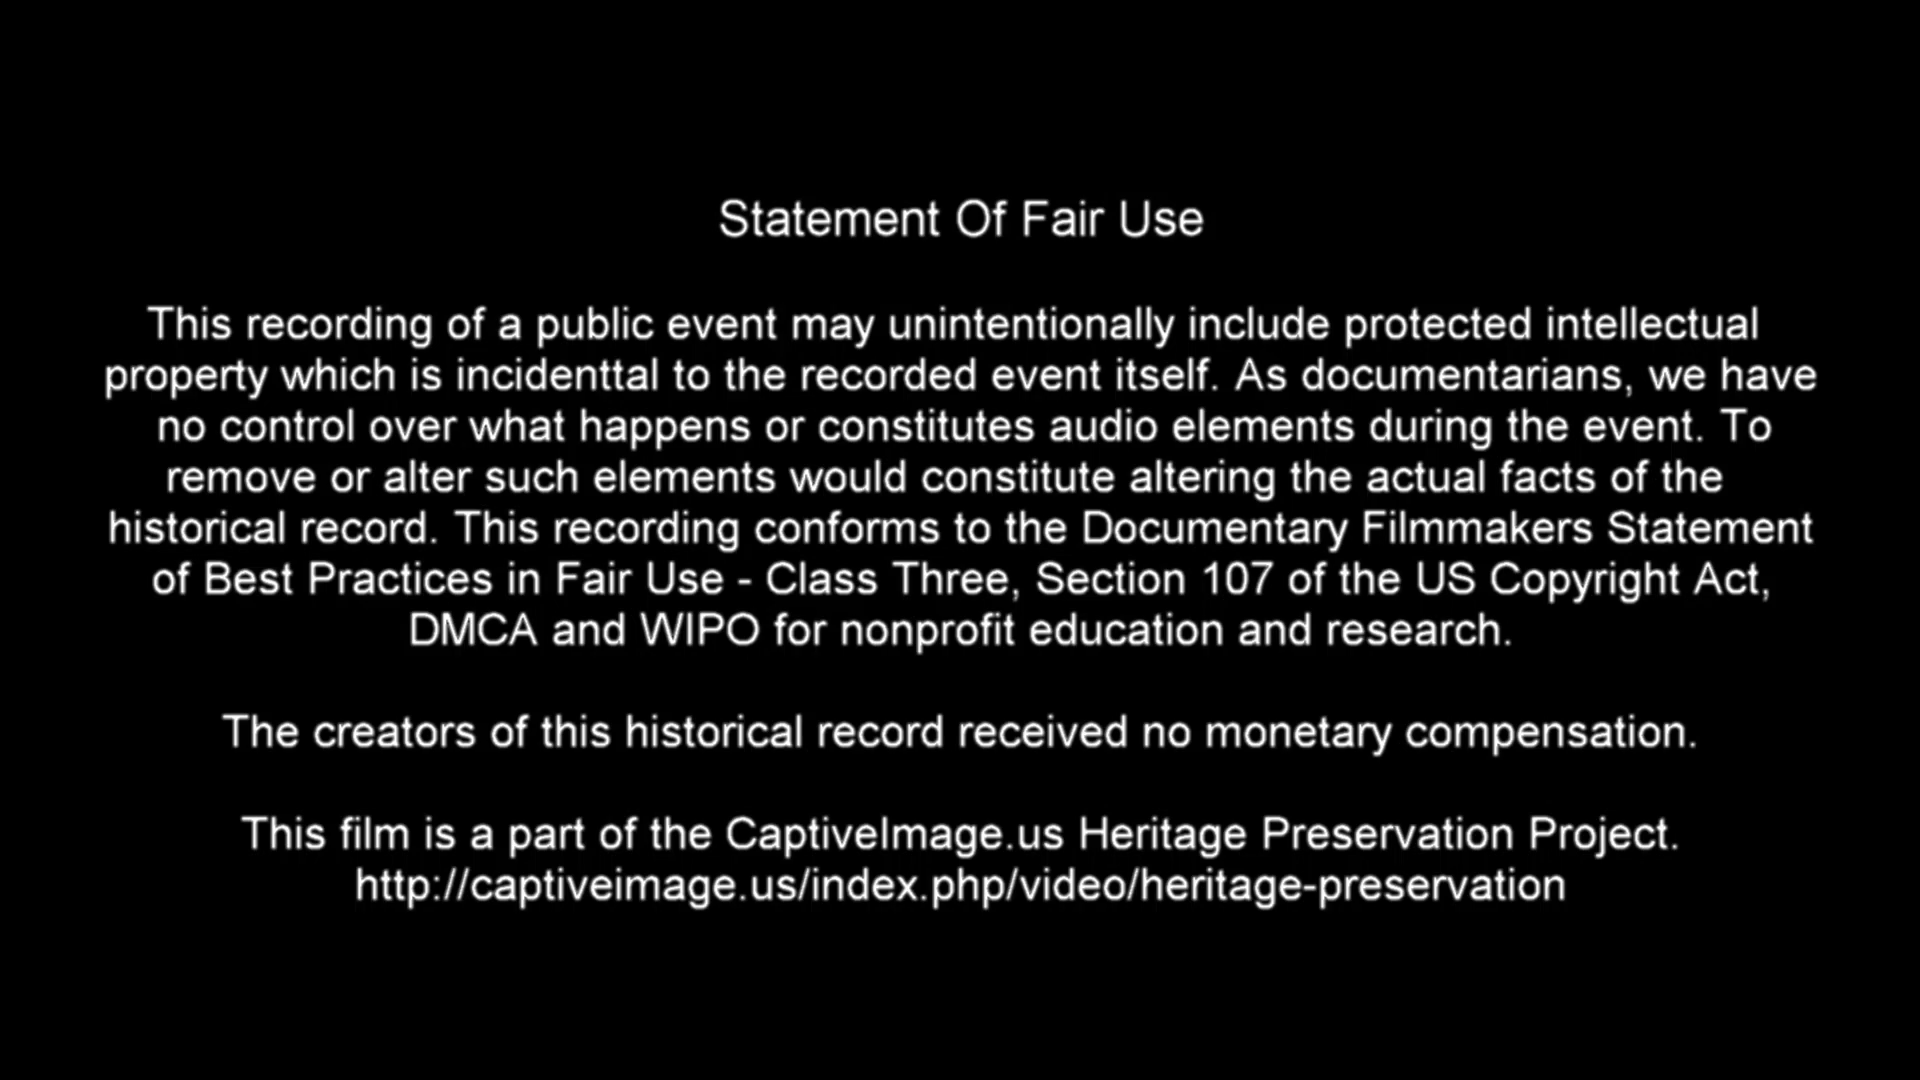 Statement Of Fair Use
This recording of a public event may unintentionally include protected intellectual
property which is incidenttal to the recorded event itself. As documentarians, we have
no control over what happens or constitutes audio elements during the event. To
remove or alter such elements would constitute altering the actual facts of the
historical record. This recording conforms to the Documentary Filmmakers Statement
of Best Practices in Fair Use - Class Three, Section 107 of the US Copyright Act,
DMCA and WIPO for nonprofit education and research.
The creators of this historical record received no monetary compensation.
This film is a part of the CaptiveImage.us Heritage Preservation Project.
http://captiveimage.us/index.php/video/heritage-preservation